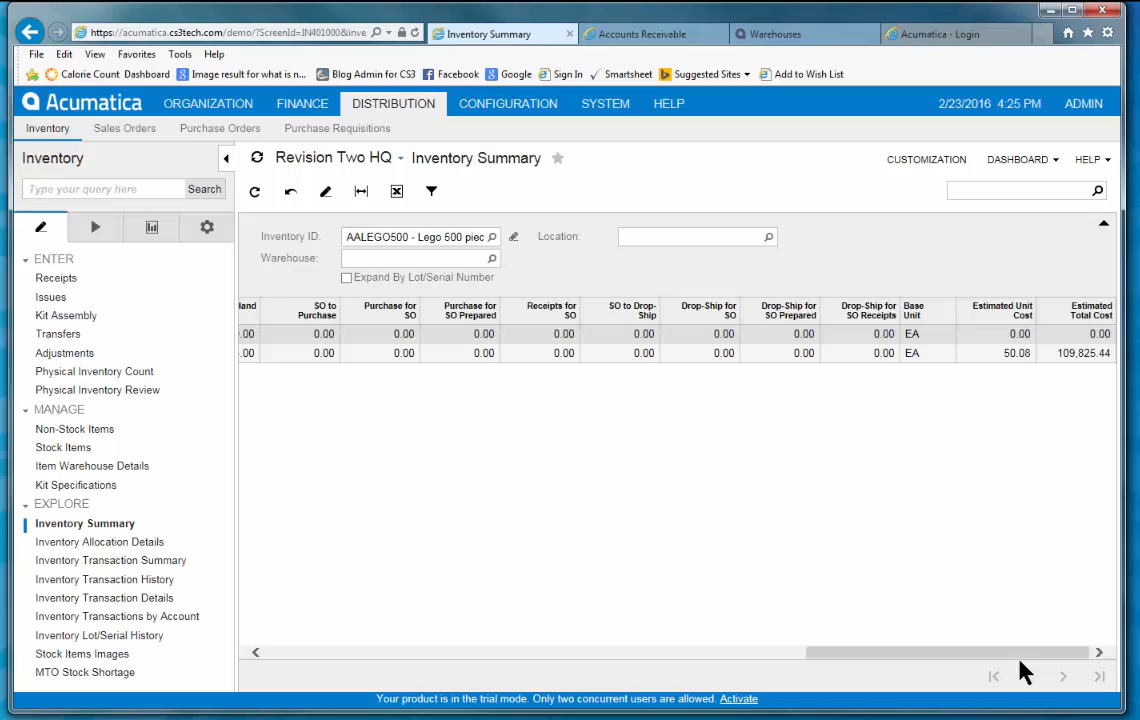 https://acumatica.cs3tech.com/demo/?ScreenId=IN401000&inve
Inventory Summary
Accounts Receivable
Warehouses
Acumatica - Login
File Edit View Favorites Tools Help
Calorie Count Dashboard Image result for what is n... Blog Admin for CS3 Facebook Google Sign In Smartsheet Suggested Sites Add to Wish List
Acumatica ORGANIZATION FINANCE DISTRIBUTION CONFIGURATION SYSTEM HELP 2/23/2016 4:25 PM ADMIN
Inventory Sales Orders Purchase Orders Purchase Requisitions
Inventory
Revision Two HQ - Inventory Summary
CUSTOMIZATION DASHBOARD HELP
Type your query here Search
Inventory ID: AALEGO500 - Lego 500 piec Location:
Warehouse:
Expand By Lot/Serial Number
ENTER
Receipts
Issues
Kit Assembly
Transfers
Adjustments
Physical Inventory Count
Physical Inventory Review
MANAGE
Non-Stock Items
Stock Items
Item Warehouse Details
Kit Specifications
EXPLORE
Inventory Summary
Inventory Allocation Details
Inventory Transaction Summary
Inventory Transaction History
Inventory Transaction Details
Inventory Transactions by Account
Inventory Lot/Serial History
Stock Items Images
MTO Stock Shortage
SO to Purchase
Purchase for SO
Purchase for SO Prepared
Receipts for SO
SO to Drop-Ship
Drop-Ship for SO
Drop-Ship for SO Prepared
Drop-Ship for SO Receipts
Base Unit
Estimated Unit Cost
Estimated Total Cost
.00 0.00 0.00 0.00 0.00 0.00 0.00 0.00 0.00 EA 0.00 0.00
.00 0.00 0.00 0.00 0.00 0.00 0.00 0.00 0.00 EA 50.08 109,825.44
Your product is in the trial mode. Only two concurrent users are allowed. Activate